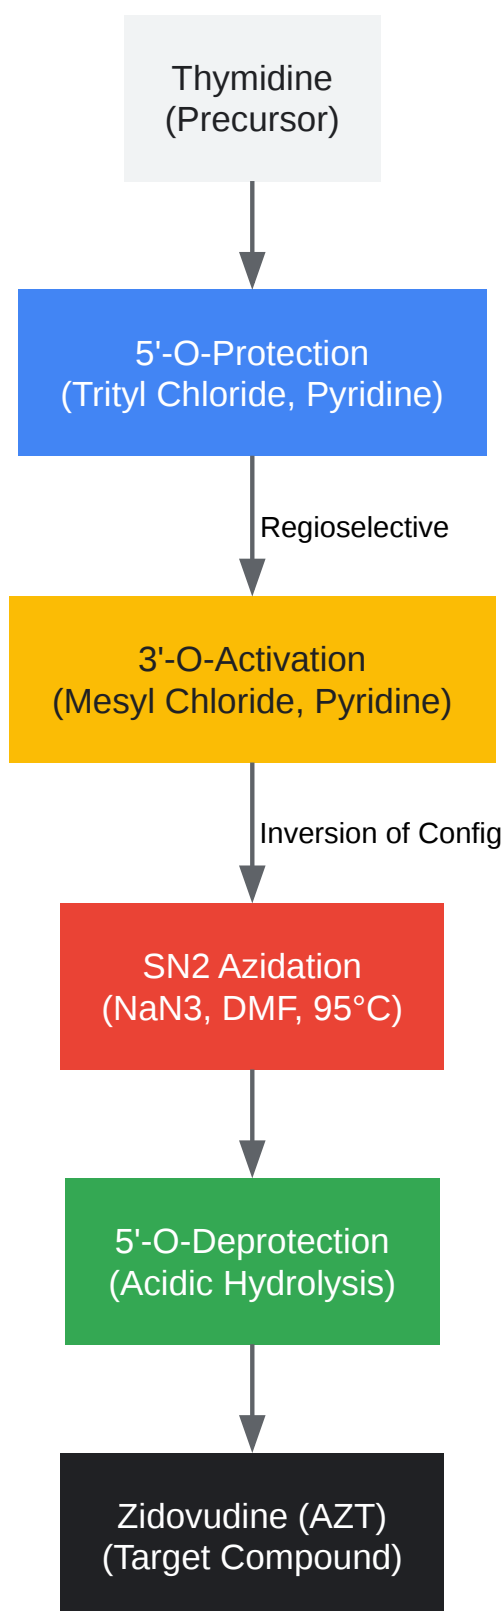 Thymidine
(Precursor)
5'-O-Protection
(Trityl Chloride, Pyridine)
Regioselective
3'-O-Activation
(Mesyl Chloride, Pyridine)
Inversion of Config
SN2 Azidation
(NaN3, DMF, 95°C)
5'-O-Deprotection
(Acidic Hydrolysis)
Zidovudine (AZT)
(Target Compound)